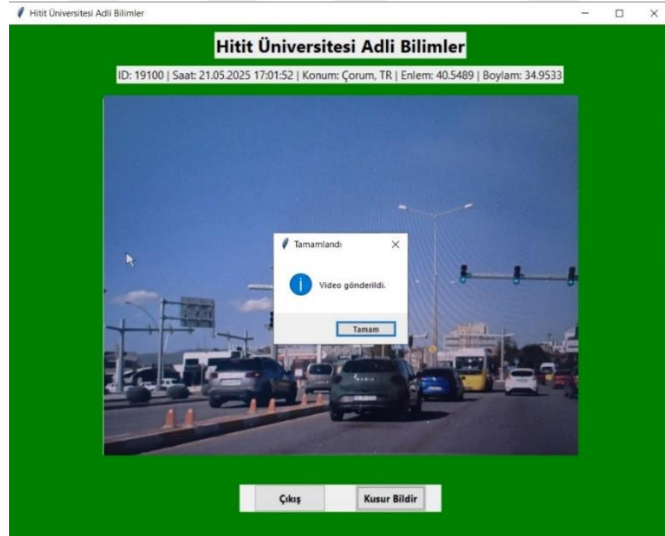 Hitit Üniversitesi Adli Bilimler
Hitit Üniversitesi Adli Bilimler
ID: 19100 | Saat: 21.05.2025 17:01:52 | Konum: Çorum, TR | Enlem: 40.5489 | Boylam: 34.9533
Tamamlandı
Video gönderildi.
Tamam
DACIA
Çıkış
Kusur Bildir